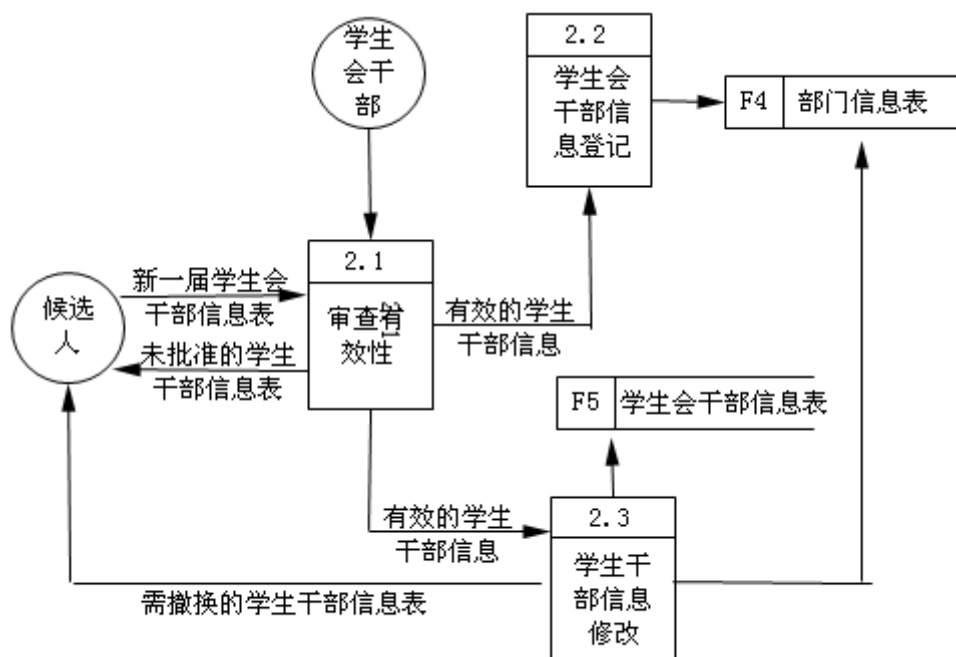 学生
会干
部
2.2
学生会
干部信
息登记
F4
部门信息表
2.1
审查有
效性
候选
人
新一届学生会
干部信息表
未批准的学生
干部信息表
有效的学生
干部信息
F5
学生会干部信息表
有效的学生
干部信息
2.3
学生干
部信息
修改
需撤换的学生干部信息表